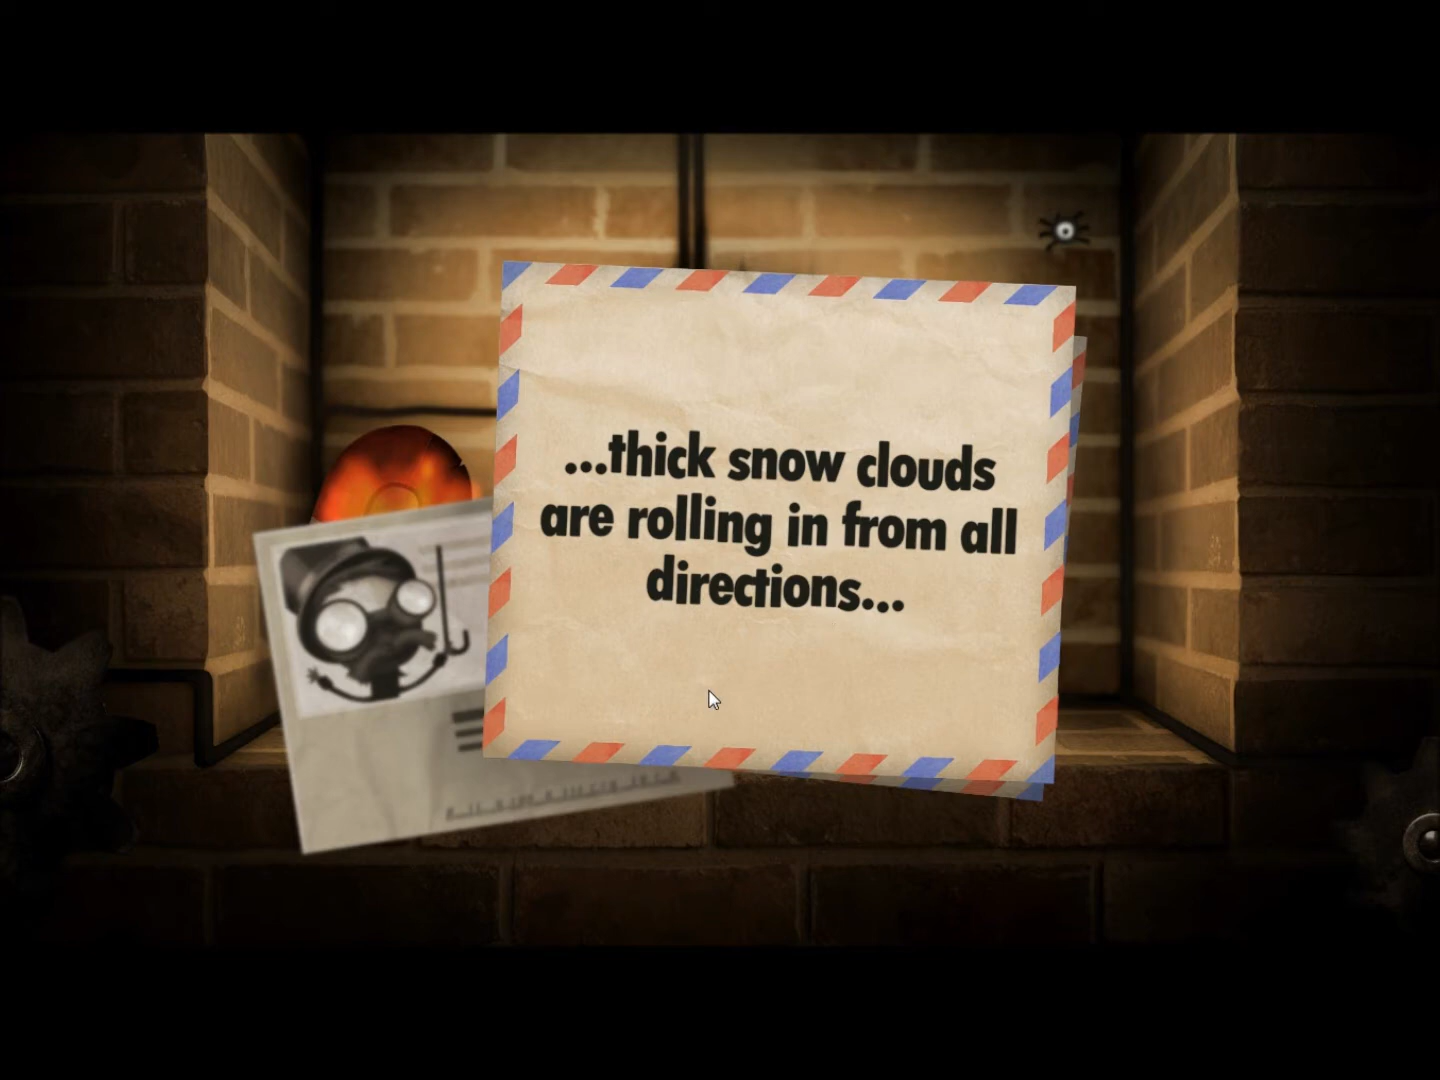 ...thick snow clouds
are rolling in from all
directions...